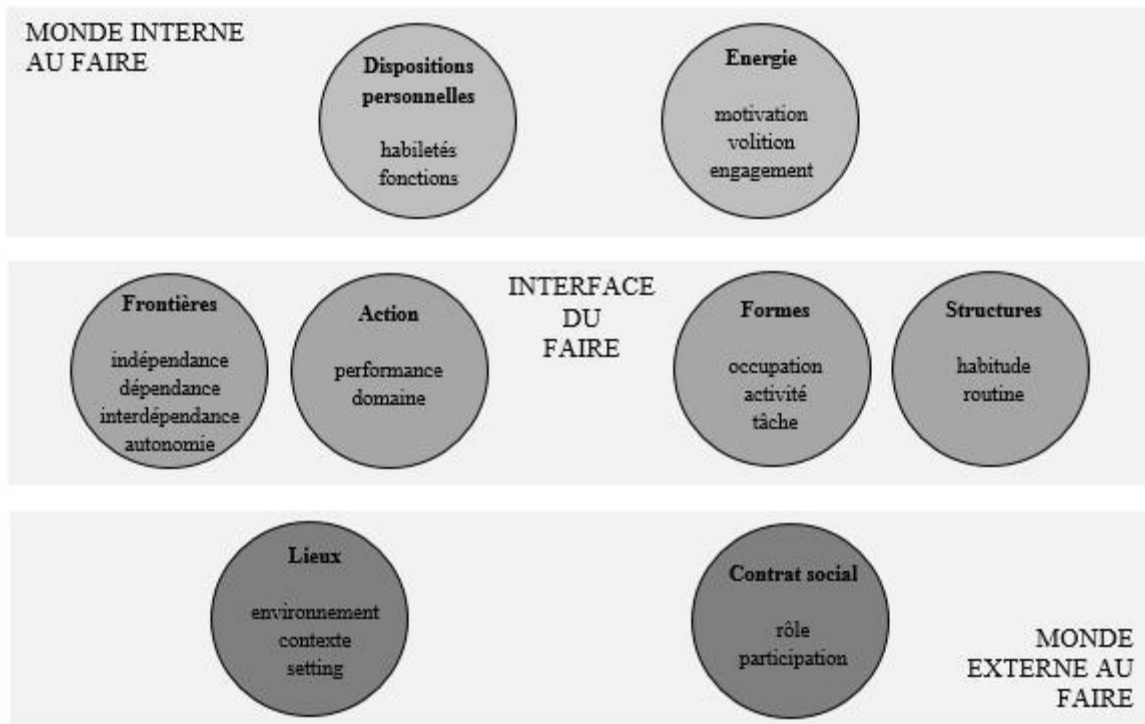 MONDE INTERNE
AU FAIRE
Dispositions
personnelles
habiletés
fonctions
Energie
motivation
volition
engagement
Frontières
indépendance
dépendance
interdépendance
autonomie
Action
performance
domaine
INTERFACE
DU
FAIRE
Formes
occupation
activité
tâche
Structures
habitude
routine
Lieux
environnement
contexte
setting
Contrat social
rôle
participation
MONDE
EXTERNE AU
FAIRE